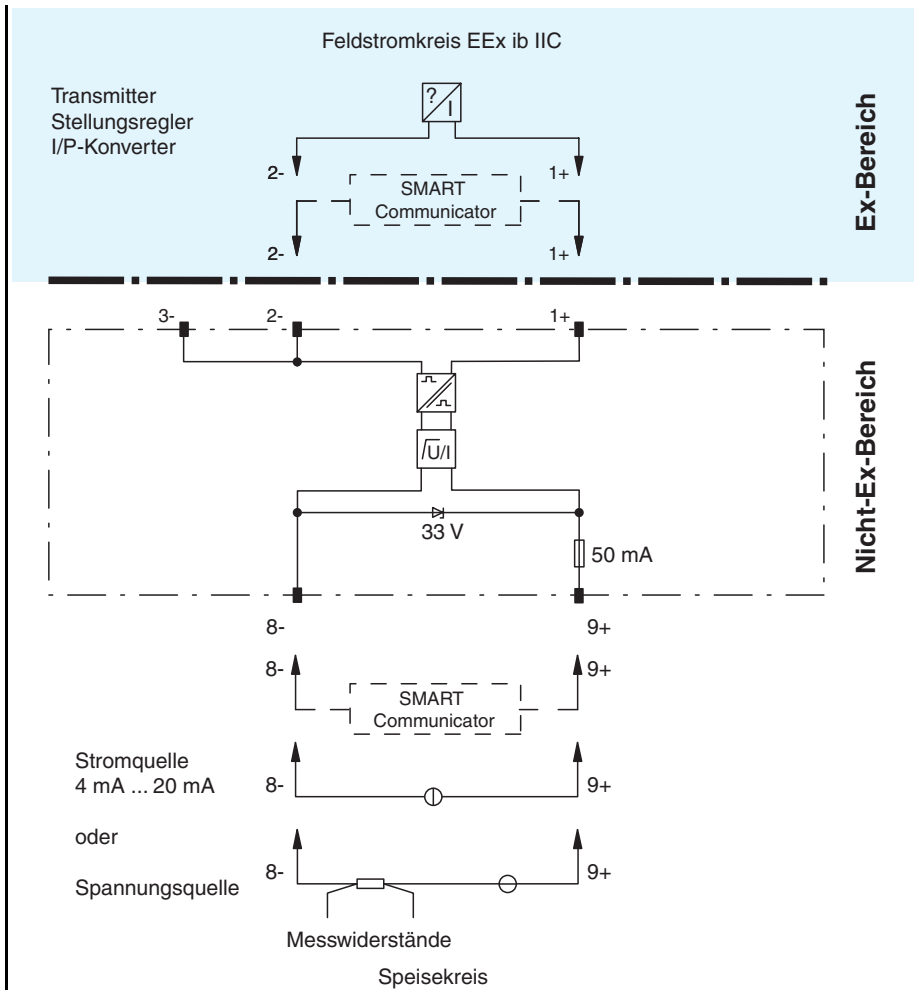 Feldstromkreis EEx ib IIC
Transmitter
Stellungsregler
I/P-Konverter
?/I
2-
1+
SMART
Communicator
2-
1+
Ex-Bereich
3-
2-
1+
√U/I
33 V
50 mA
Nicht-Ex-Bereich
8-
9+
8-
9+
SMART
Communicator
Stromquelle
4 mA ... 20 mA
8-
9+
oder
Spannungsquelle
8-
9+
Messwiderstände
Speisekreis